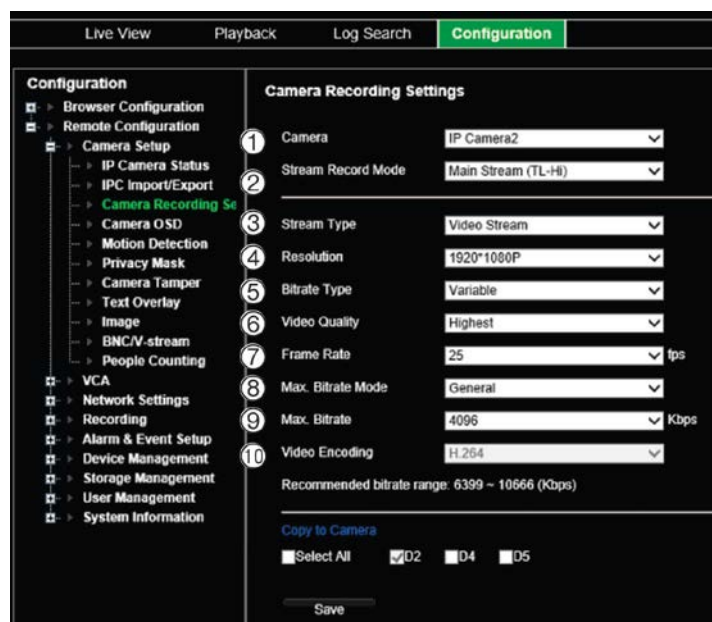 Live View Playback Log Search Configuration
Configuration
Browser Configuration
Remote Configuration
Camera Setup
IP Camera Status
IPC Import/Export
Camera Recording Se
Camera OSD
Motion Detection
Privacy Mask
Camera Tamper
Text Overlay
Image
BNC/V-stream
People Counting
VCA
Network Settings
Recording
Alarm & Event Setup
Device Management
Storage Management
User Management
System Information
Camera Recording Settings
① Camera IP Camera2
② Stream Record Mode Main Stream (TL-Hi)
③ Stream Type Video Stream
④ Resolution 1920*1080P
⑤ Bitrate Type Variable
⑥ Video Quality Highest
⑦ Frame Rate 25 fps
⑧ Max. Bitrate Mode General
⑨ Max. Bitrate 4096 Kbps
⑩ Video Encoding H.264
Recommended bitrate range: 6399 ~ 10666 (Kbps)
Copy to Camera
Select All D2 D4 D5
Save